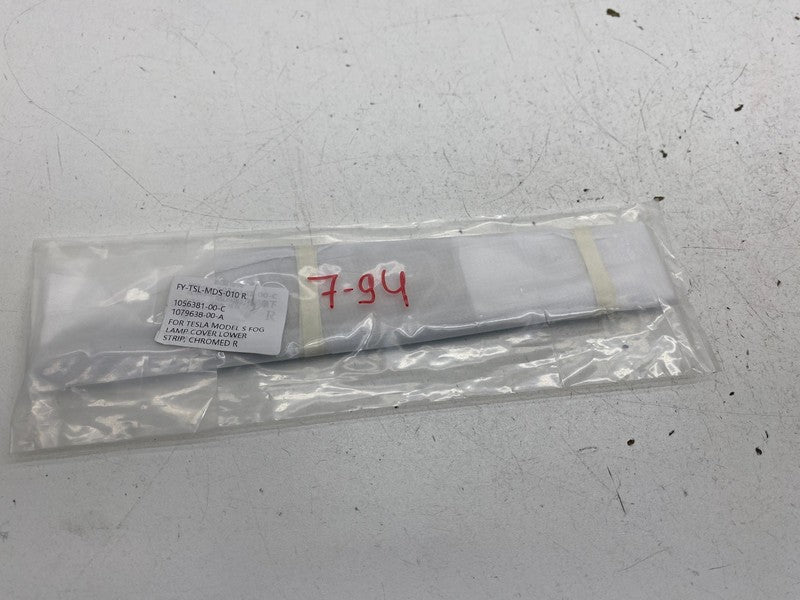 FY-TSL-MDS-010 R
1056381-00-C
1079638-00-A
FOR TESLA MODEL S FOG
LAMP COVER LOWER
STRIP, CHROMED R
7-94